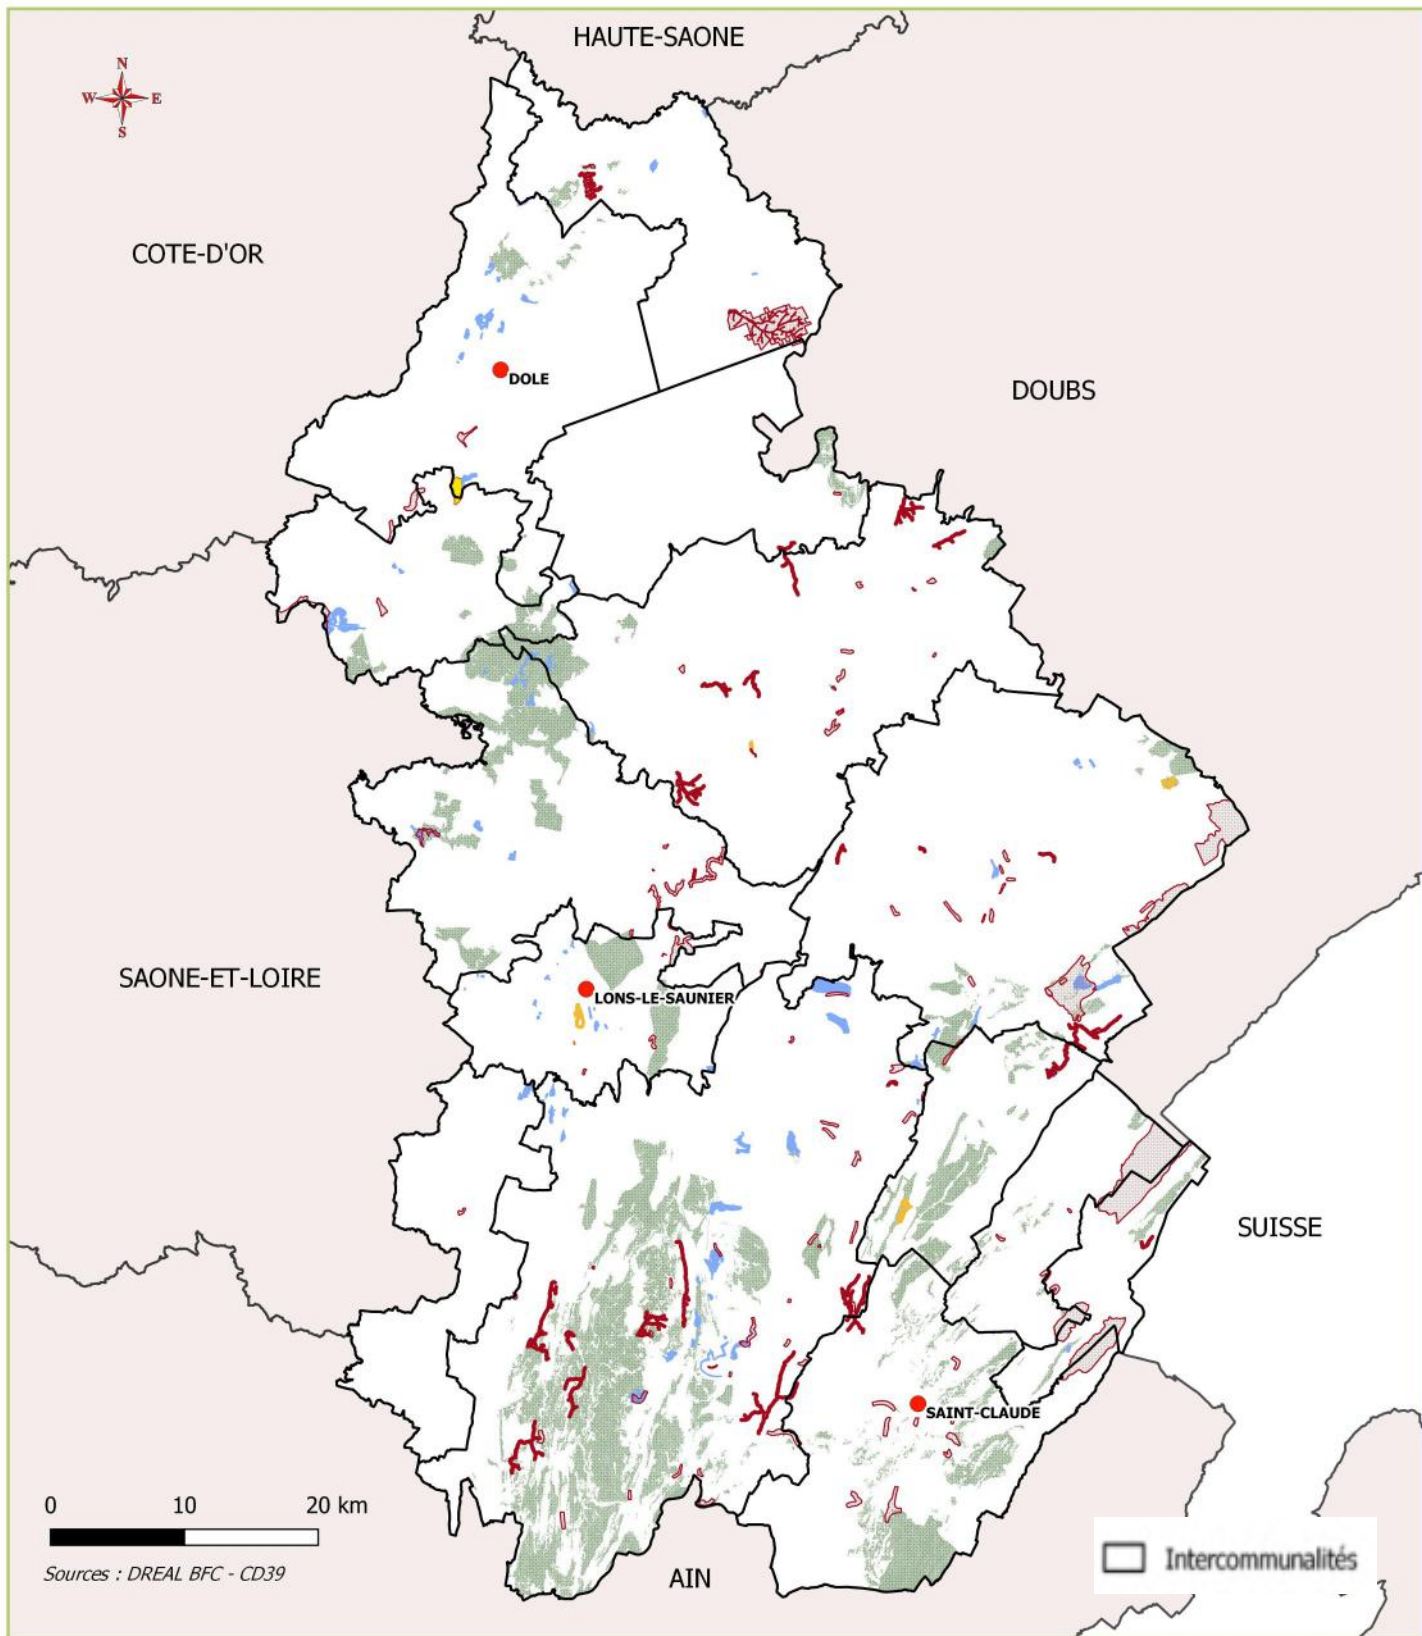 HAUTE-SAONE
N
W E
S
COTE-D'OR
DOLE
DOUBS
SAONE-ET-LOIRE
LONS-LE-SAUNIER
SUISSE
SAINT-CLAUDE
0 10 20 km
Sources : DREAL BFC - CD39
AIN
Intercommunalités